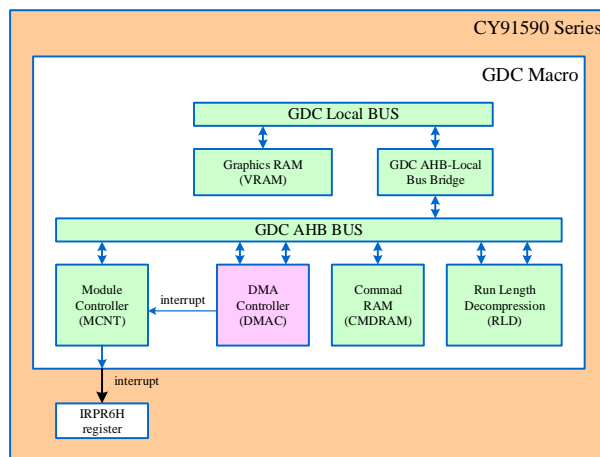 CY91590 Series
GDC Macro
GDC Local BUS
Graphics RAM
(VRAM)
GDC AHB-Local
Bus Bridge
GDC AHB BUS
Module
Controller
(MCNT)
interrupt
DMA
Controller
(DMAC)
Commad
RAM
(CMDRAM)
Run Length
Decompression
(RLD)
interrupt
IRPR6H
register